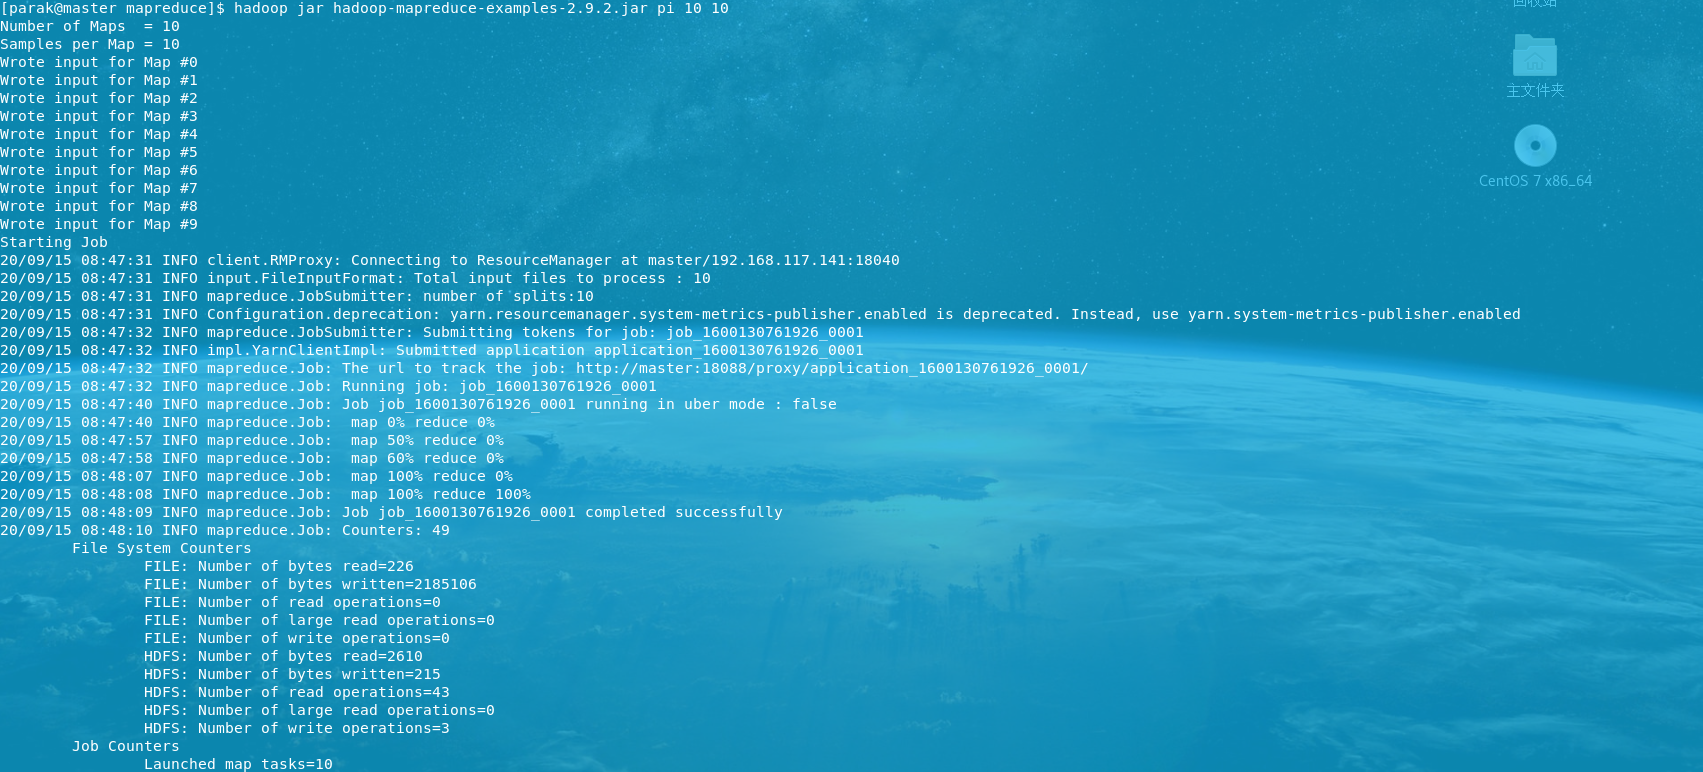 [parak@master mapreduce]$ hadoop jar hadoop-mapreduce-examples-2.9.2.jar pi 10 10
Number of Maps  = 10
Samples per Map = 10
Wrote input for Map #0
Wrote input for Map #1
Wrote input for Map #2
Wrote input for Map #3
Wrote input for Map #4
Wrote input for Map #5
Wrote input for Map #6
Wrote input for Map #7
Wrote input for Map #8
Wrote input for Map #9
Starting Job
20/09/15 08:47:31 INFO client.RMProxy: Connecting to ResourceManager at master/192.168.117.141:18040
20/09/15 08:47:31 INFO input.FileInputFormat: Total input files to process : 10
20/09/15 08:47:31 INFO mapreduce.JobSubmitter: number of splits:10
20/09/15 08:47:31 INFO Configuration.deprecation: yarn.resourcemanager.system-metrics-publisher.enabled is deprecated. Instead, use yarn.system-metrics-publisher.enabled
20/09/15 08:47:32 INFO mapreduce.JobSubmitter: Submitting tokens for job: job_1600130761926_0001
20/09/15 08:47:32 INFO impl.YarnClientImpl: Submitted application application_1600130761926_0001
20/09/15 08:47:32 INFO mapreduce.Job: The url to track the job: http://master:18088/proxy/application_1600130761926_0001/
20/09/15 08:47:32 INFO mapreduce.Job: Running job: job_1600130761926_0001
20/09/15 08:47:40 INFO mapreduce.Job: Job job_1600130761926_0001 running in uber mode : false
20/09/15 08:47:40 INFO mapreduce.Job:  map 0% reduce 0%
20/09/15 08:47:57 INFO mapreduce.Job:  map 50% reduce 0%
20/09/15 08:47:58 INFO mapreduce.Job:  map 60% reduce 0%
20/09/15 08:48:07 INFO mapreduce.Job:  map 100% reduce 0%
20/09/15 08:48:08 INFO mapreduce.Job:  map 100% reduce 100%
20/09/15 08:48:09 INFO mapreduce.Job: Job job_1600130761926_0001 completed successfully
20/09/15 08:48:10 INFO mapreduce.Job: Counters: 49
File System Counters
FILE: Number of bytes read=226
FILE: Number of bytes written=2185106
FILE: Number of read operations=0
FILE: Number of large read operations=0
FILE: Number of write operations=0
HDFS: Number of bytes read=2610
HDFS: Number of bytes written=215
HDFS: Number of read operations=43
HDFS: Number of large read operations=0
HDFS: Number of write operations=3
Job Counters
Launched map tasks=10
回收站
主文件夹
CentOS 7 x86_64